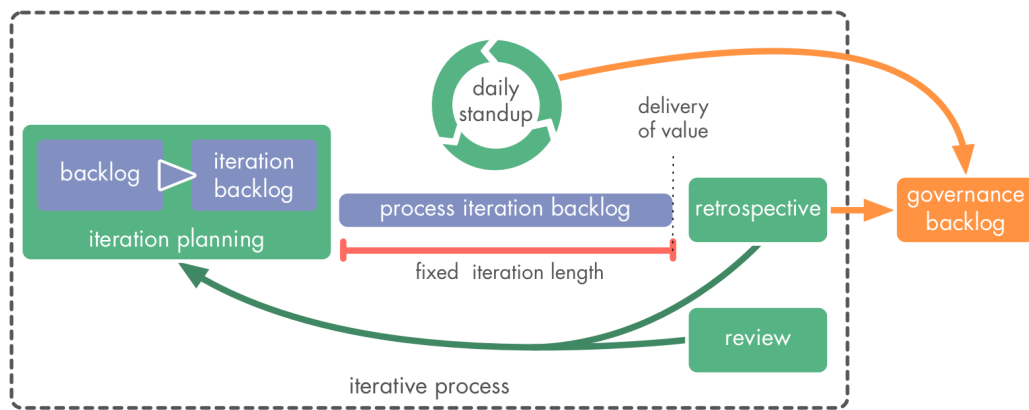 daily
standup
delivery
of value
backlog
iteration
backlog
iteration planning
process iteration backlog
retrospective
governance
backlog
fixed iteration length
review
iterative process